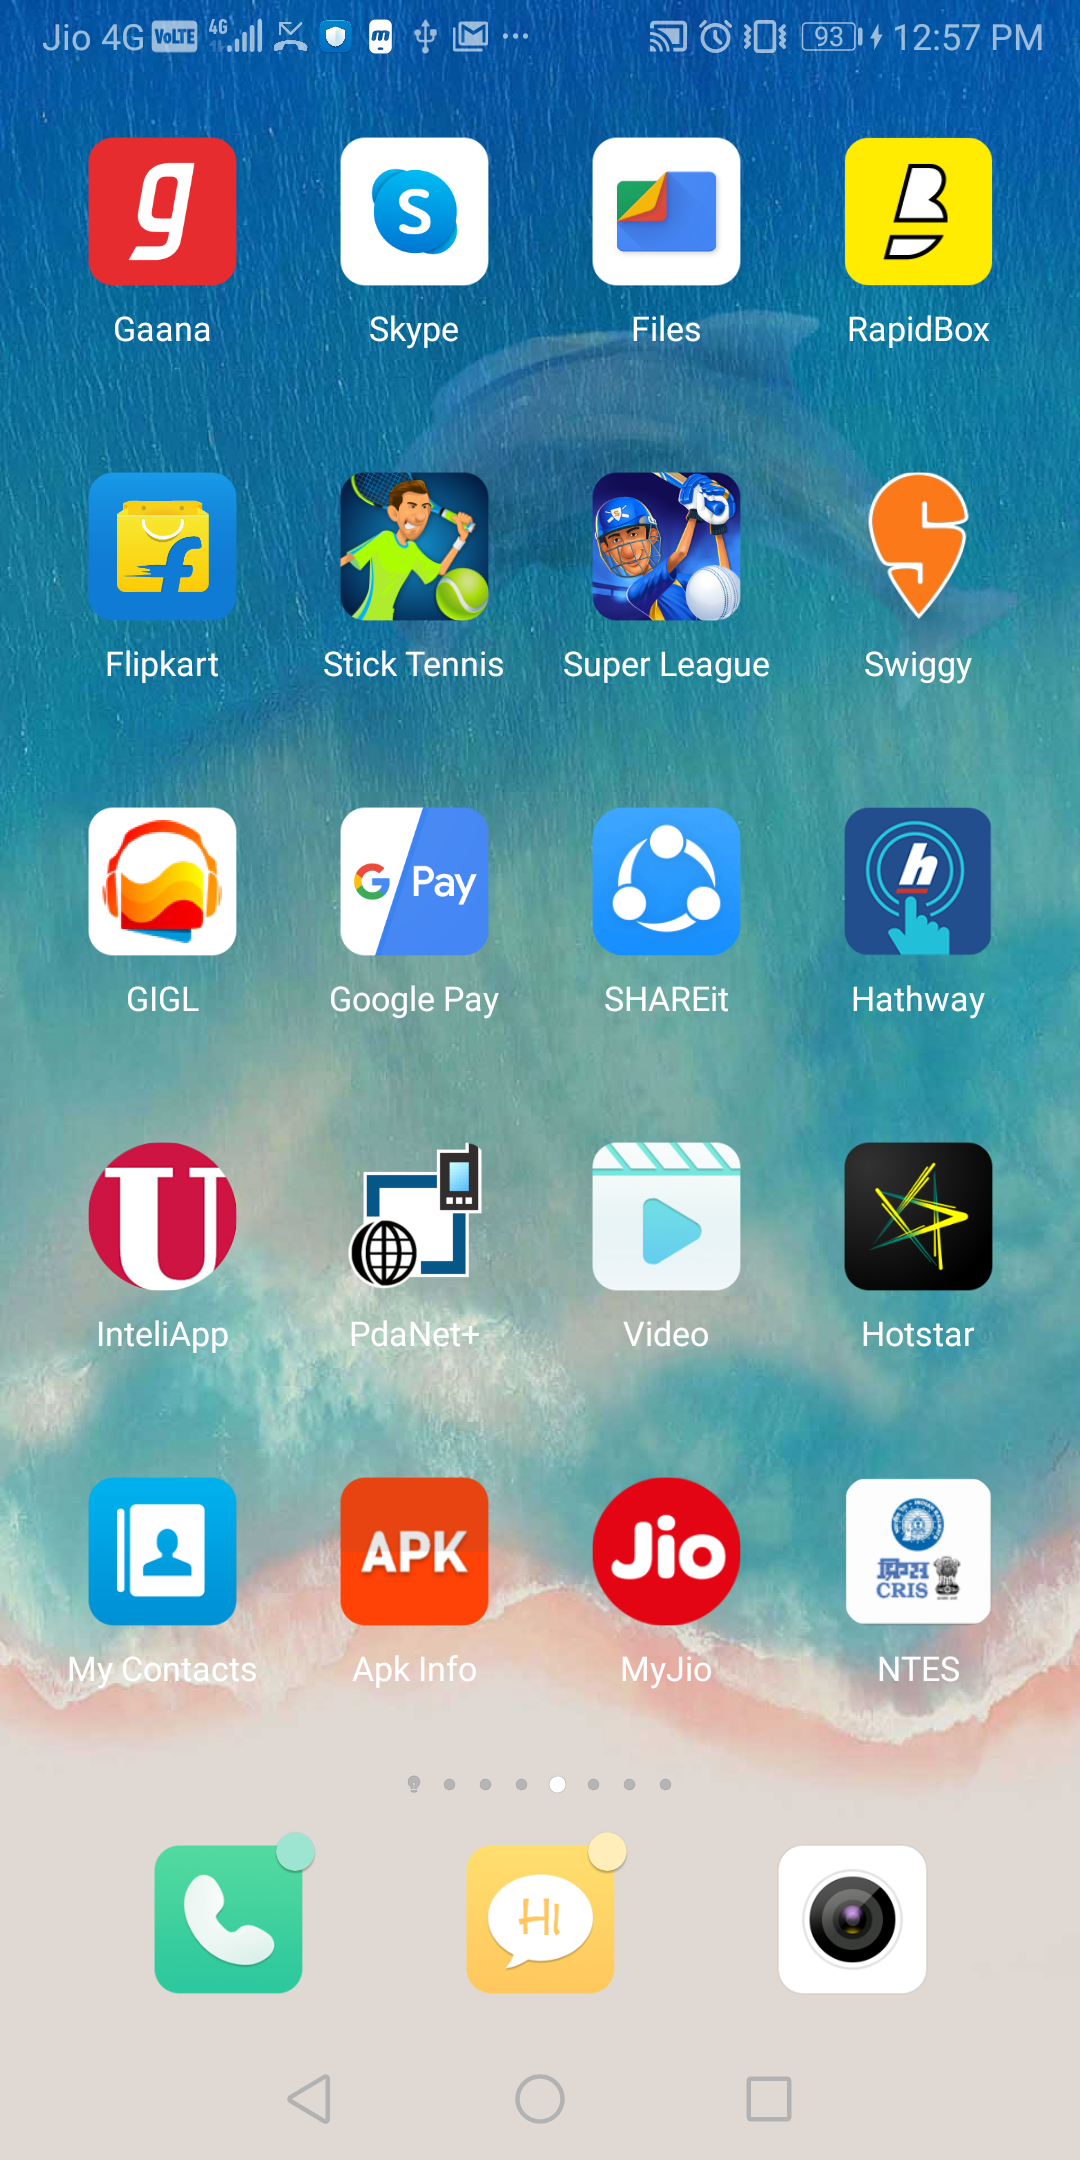 Jio 4G VoLTE 4G 93 12:57 PM
g S B
Gaana Skype Files RapidBox
f S
Flipkart Stick Tennis Super League Swiggy
G Pay h
GIGL Google Pay SHAREit Hathway
U
InteliApp PdaNet+ Video Hotstar
APK Jio INDIAN RAILWAYS
क्रिस
CRIS
My Contacts Apk Info MyJio NTES
HI